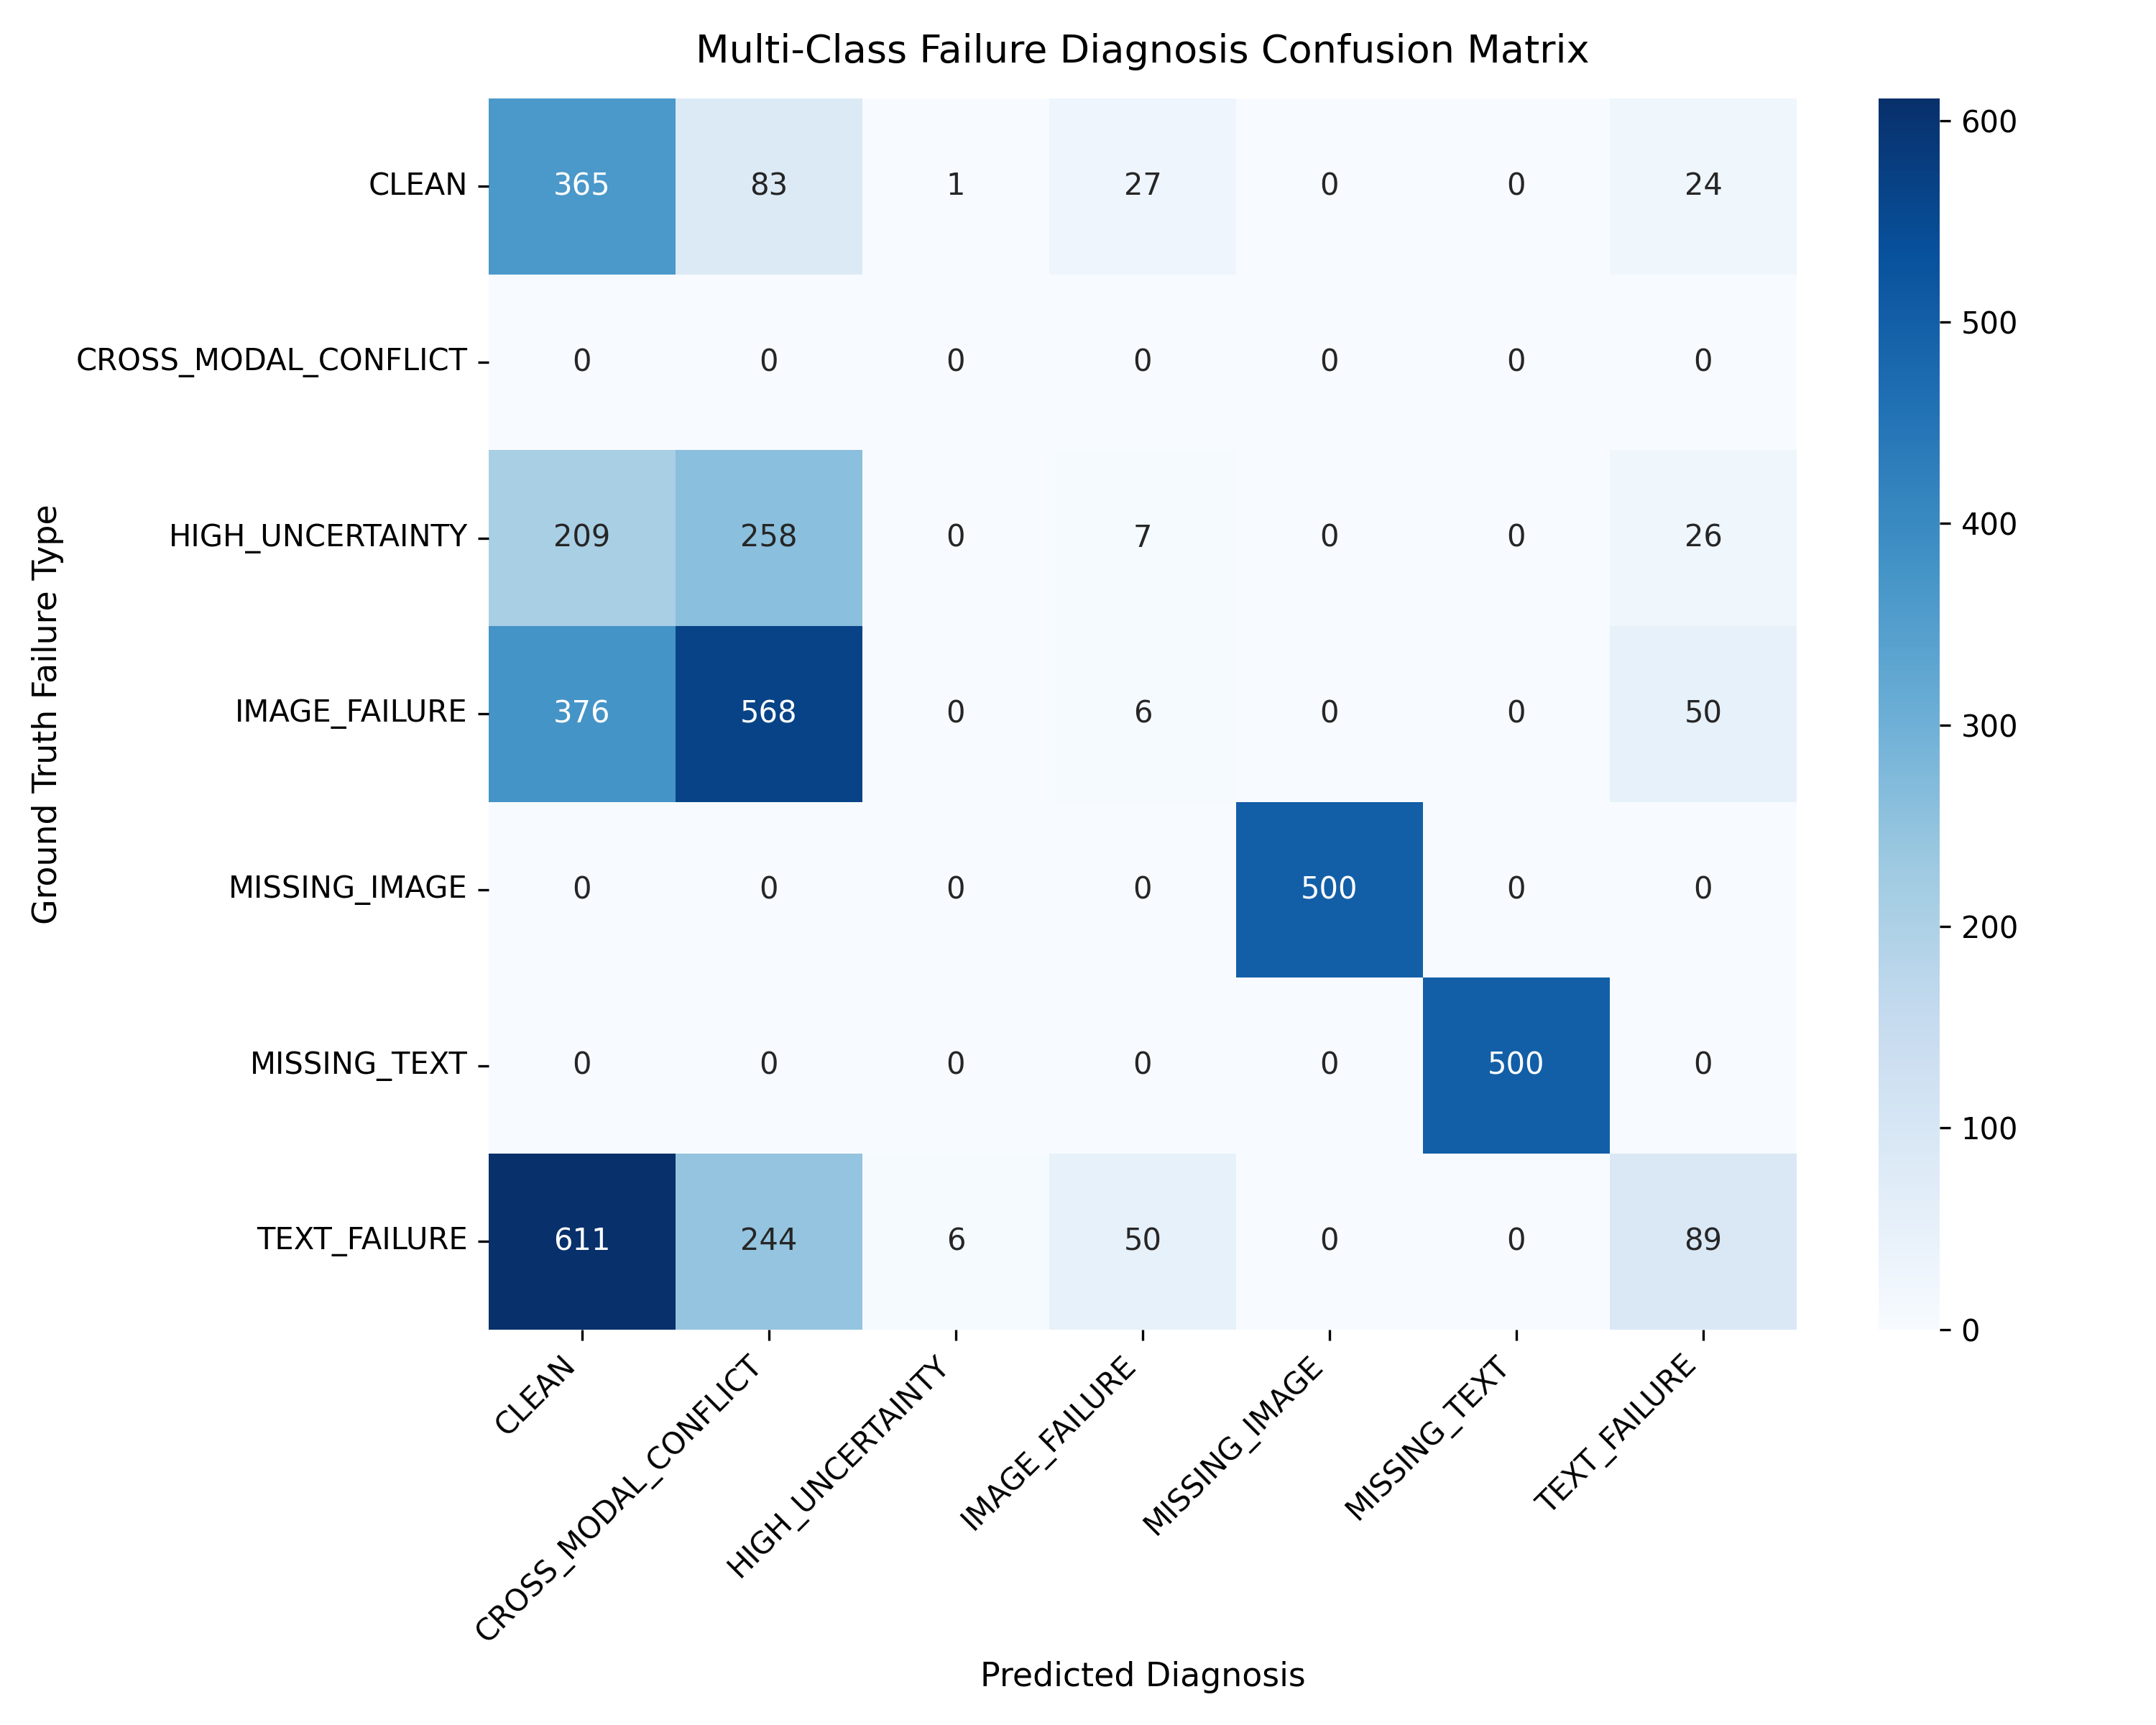 Multi-Class Failure Diagnosis Confusion Matrix
Ground Truth Failure Type
CLEAN 365 83 1 27 0 0 24
CROSS_MODAL_CONFLICT 0 0 0 0 0 0 0
HIGH_UNCERTAINTY 209 258 0 7 0 0 26
IMAGE_FAILURE 376 568 0 6 0 0 50
MISSING_IMAGE 0 0 0 0 500 0 0
MISSING_TEXT 0 0 0 0 0 500 0
TEXT_FAILURE 611 244 6 50 0 0 89
CLEAN
CROSS_MODAL_CONFLICT
HIGH_UNCERTAINTY
IMAGE_FAILURE
MISSING_IMAGE
MISSING_TEXT
TEXT_FAILURE
Predicted Diagnosis
600
500
400
300
200
100
0